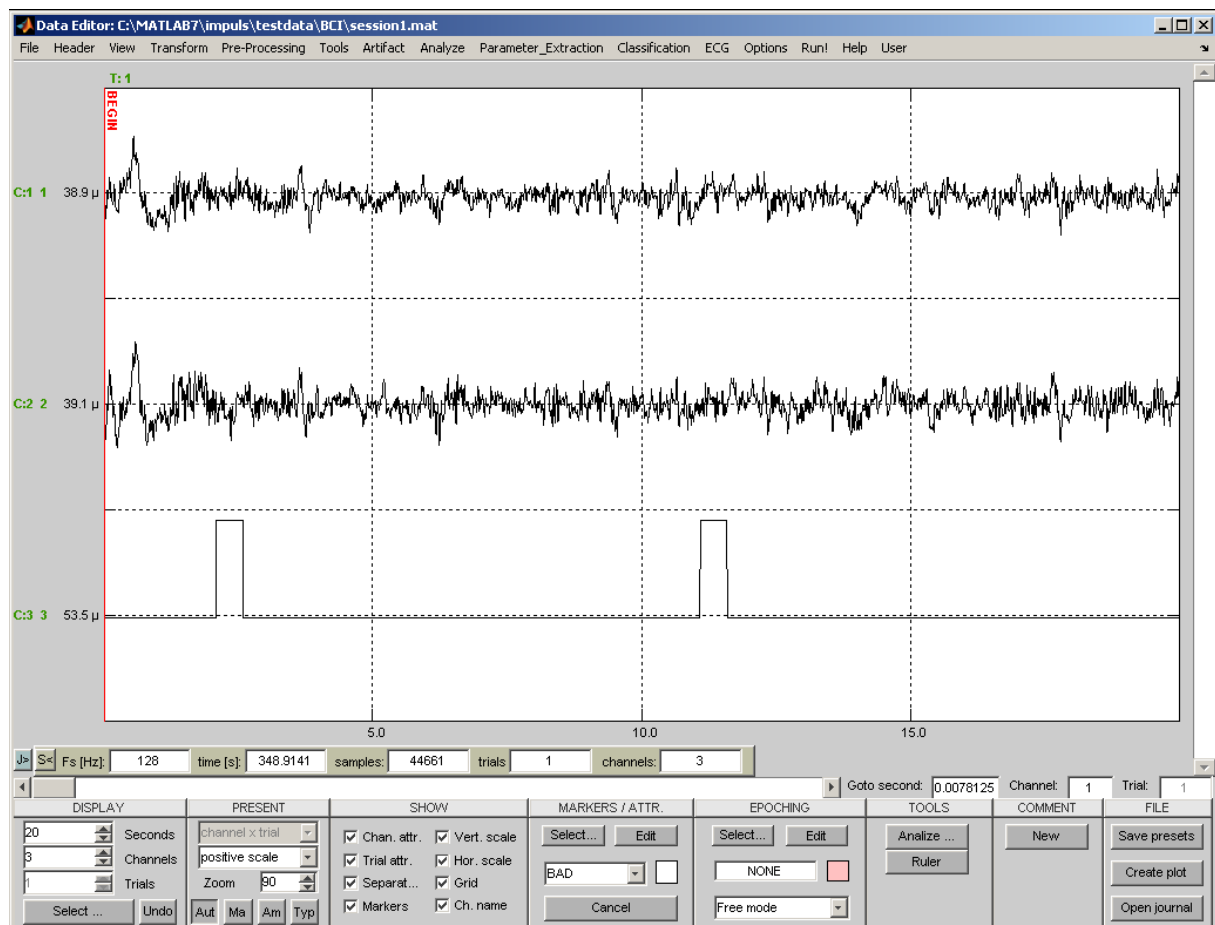 Data Editor: C:\MATLAB7\impuls\testdata\BCI\session1.mat
File Header View Transform Pre-Processing Tools Artifact Analyze Parameter_Extraction Classification ECG Options Run! Help User
T: 1
BEGIN
C:1 1 38.9 µ
C:2 2 39.1 µ
C:3 3 53.5 µ
5.0 10.0 15.0
J> S< Fs [Hz]: 128 time [s]: 348.9141 samples: 44661 trials 1 channels: 3
Goto second: 0.0078125 Channel: 1 Trial: 1
DISPLAY PRESENT SHOW MARKERS / ATTR. EPOCHING TOOLS COMMENT FILE
20 Seconds channel x trial Chan. attr. Vert. scale Select... Edit Select... Edit Analize ... New Save presets
3 Channels positive scale Trial attr. Hor. scale Ruler
1 Trials Zoom 90 Separat... Grid BAD NONE Create plot
Select ... Undo Aut Ma Am Typ Markers Ch. name Cancel Free mode Open journal